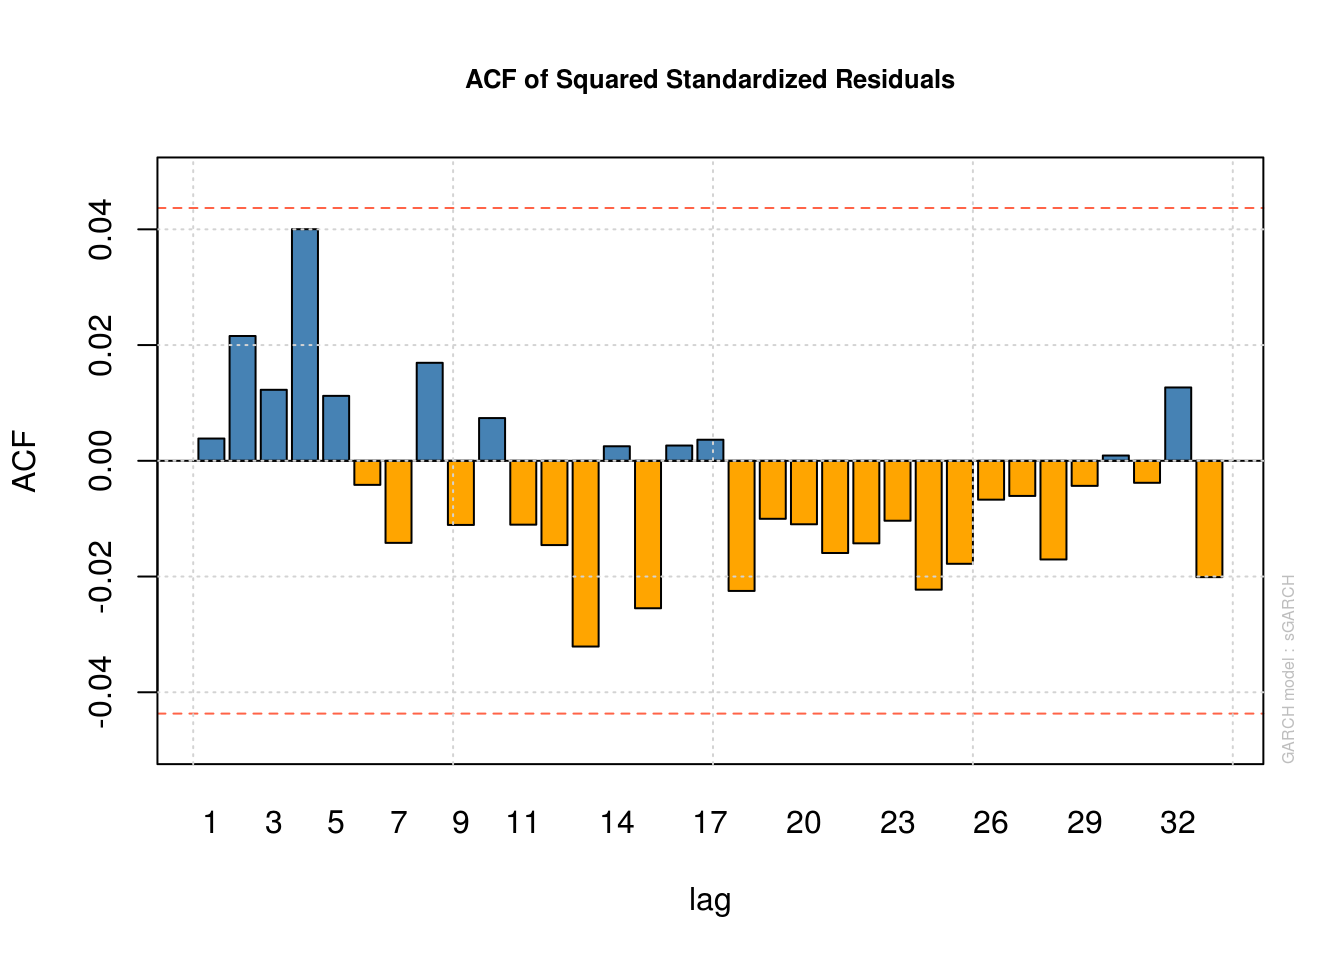 ACF of Squared Standardized Residuals
ACF
0.04
0.02
0.00
-0.02
-0.04
1 3 5 7 9 11 14 17 20 23 26 29 32
lag
GARCH model : sGARCH